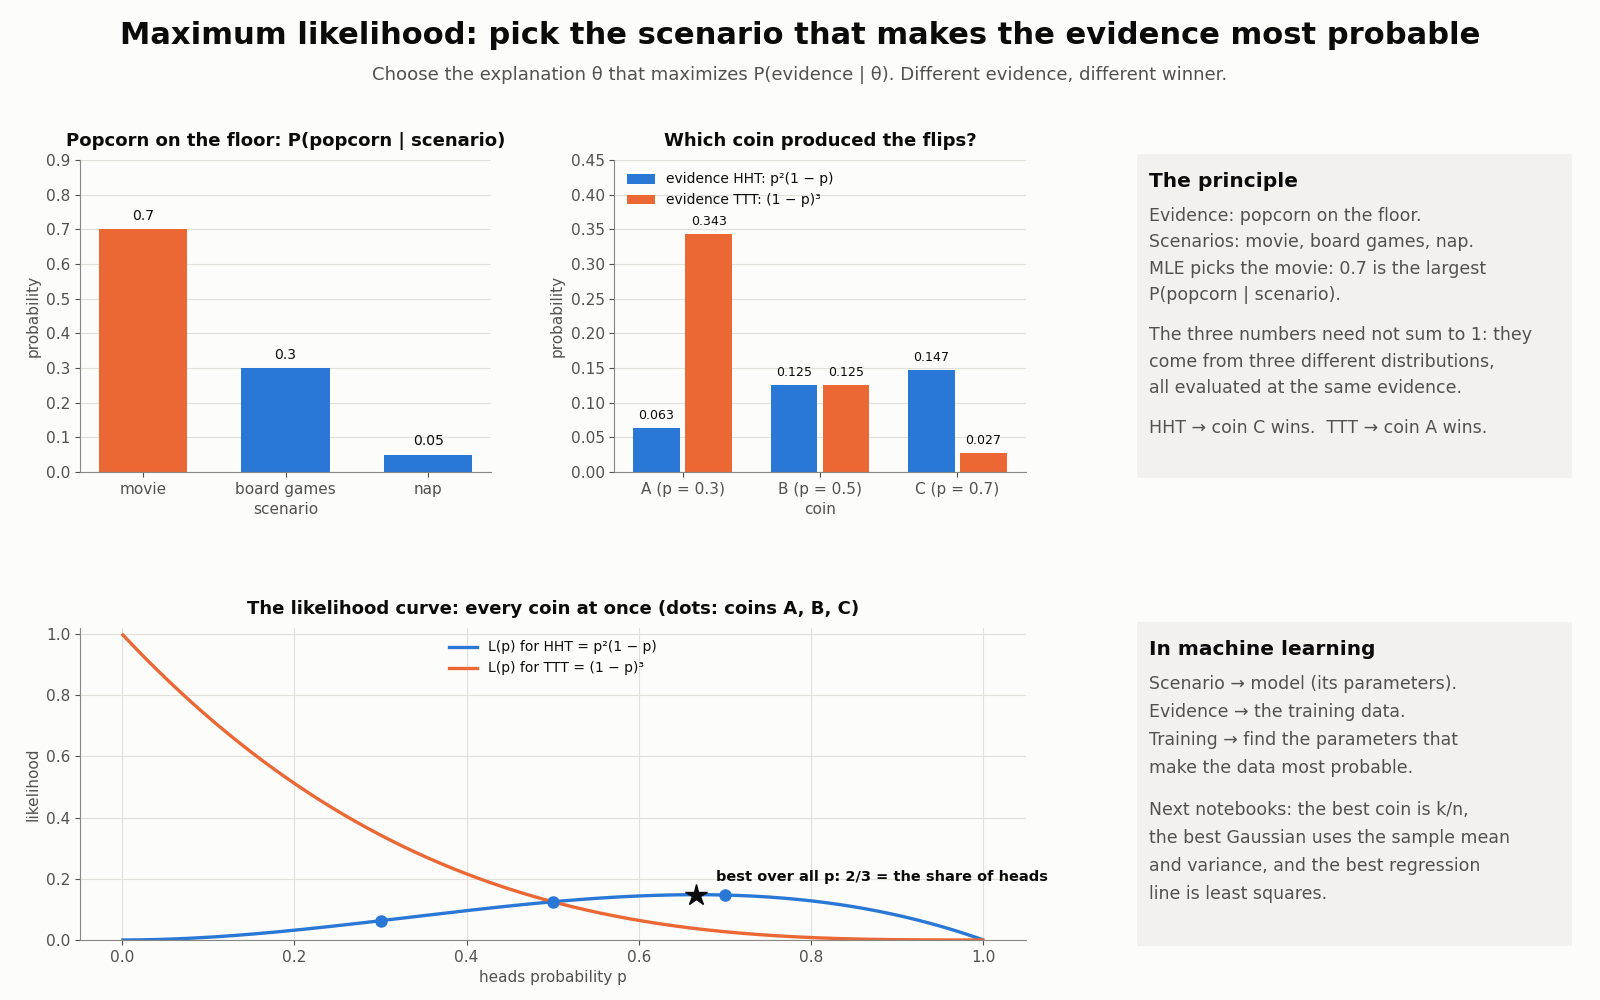 Maximum likelihood: pick the scenario that makes the evidence most probable
Choose the explanation θ that maximizes P(evidence | θ). Different evidence, different winner.
Popcorn on the floor: P(popcorn | scenario)
0.9
0.8
0.7
0.6
0.5
0.4
0.3
0.2
0.1
0.0
probability
0.7
0.3
0.05
movie
board games
nap
scenario
Which coin produced the flips?
evidence HHT: p²(1 − p)
evidence TTT: (1 − p)³
0.45
0.40
0.35
0.30
0.25
0.20
0.15
0.10
0.05
0.00
probability
0.063
0.343
0.125
0.125
0.147
0.027
A (p = 0.3)
B (p = 0.5)
C (p = 0.7)
coin
The principle
Evidence: popcorn on the floor.
Scenarios: movie, board games, nap.
MLE picks the movie: 0.7 is the largest
P(popcorn | scenario).
The three numbers need not sum to 1: they
come from three different distributions,
all evaluated at the same evidence.
HHT → coin C wins.  TTT → coin A wins.
The likelihood curve: every coin at once (dots: coins A, B, C)
L(p) for HHT = p²(1 − p)
L(p) for TTT = (1 − p)³
1.0
0.8
0.6
0.4
0.2
0.0
likelihood
best over all p: 2/3 = the share of heads
0.0
0.2
0.4
0.6
0.8
1.0
heads probability p
In machine learning
Scenario → model (its parameters).
Evidence → the training data.
Training → find the parameters that
make the data most probable.
Next notebooks: the best coin is k/n,
the best Gaussian uses the sample mean
and variance, and the best regression
line is least squares.